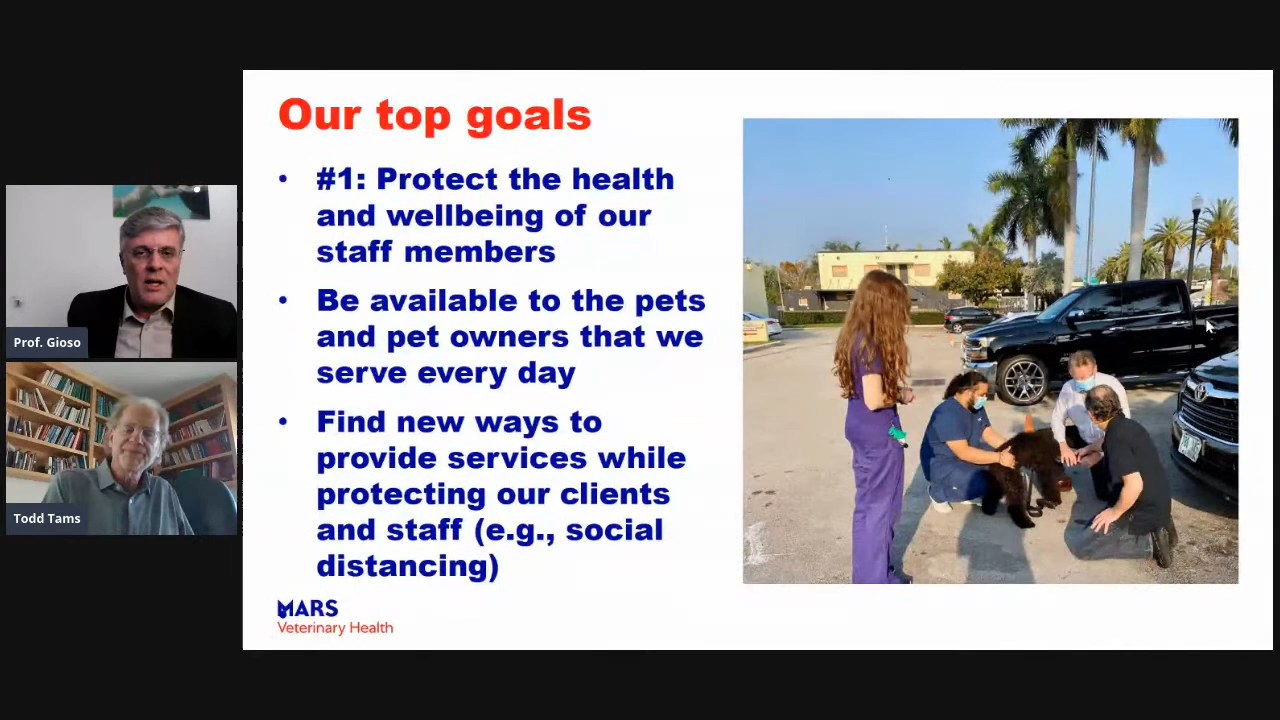 Our top goals
• #1: Protect the health
and wellbeing of our
staff members
• Be available to the pets
and pet owners that we
serve every day
• Find new ways to
provide services while
protecting our clients
and staff (e.g., social
distancing)
MARS
Veterinary Health
Prof. Gioso
Todd Tams